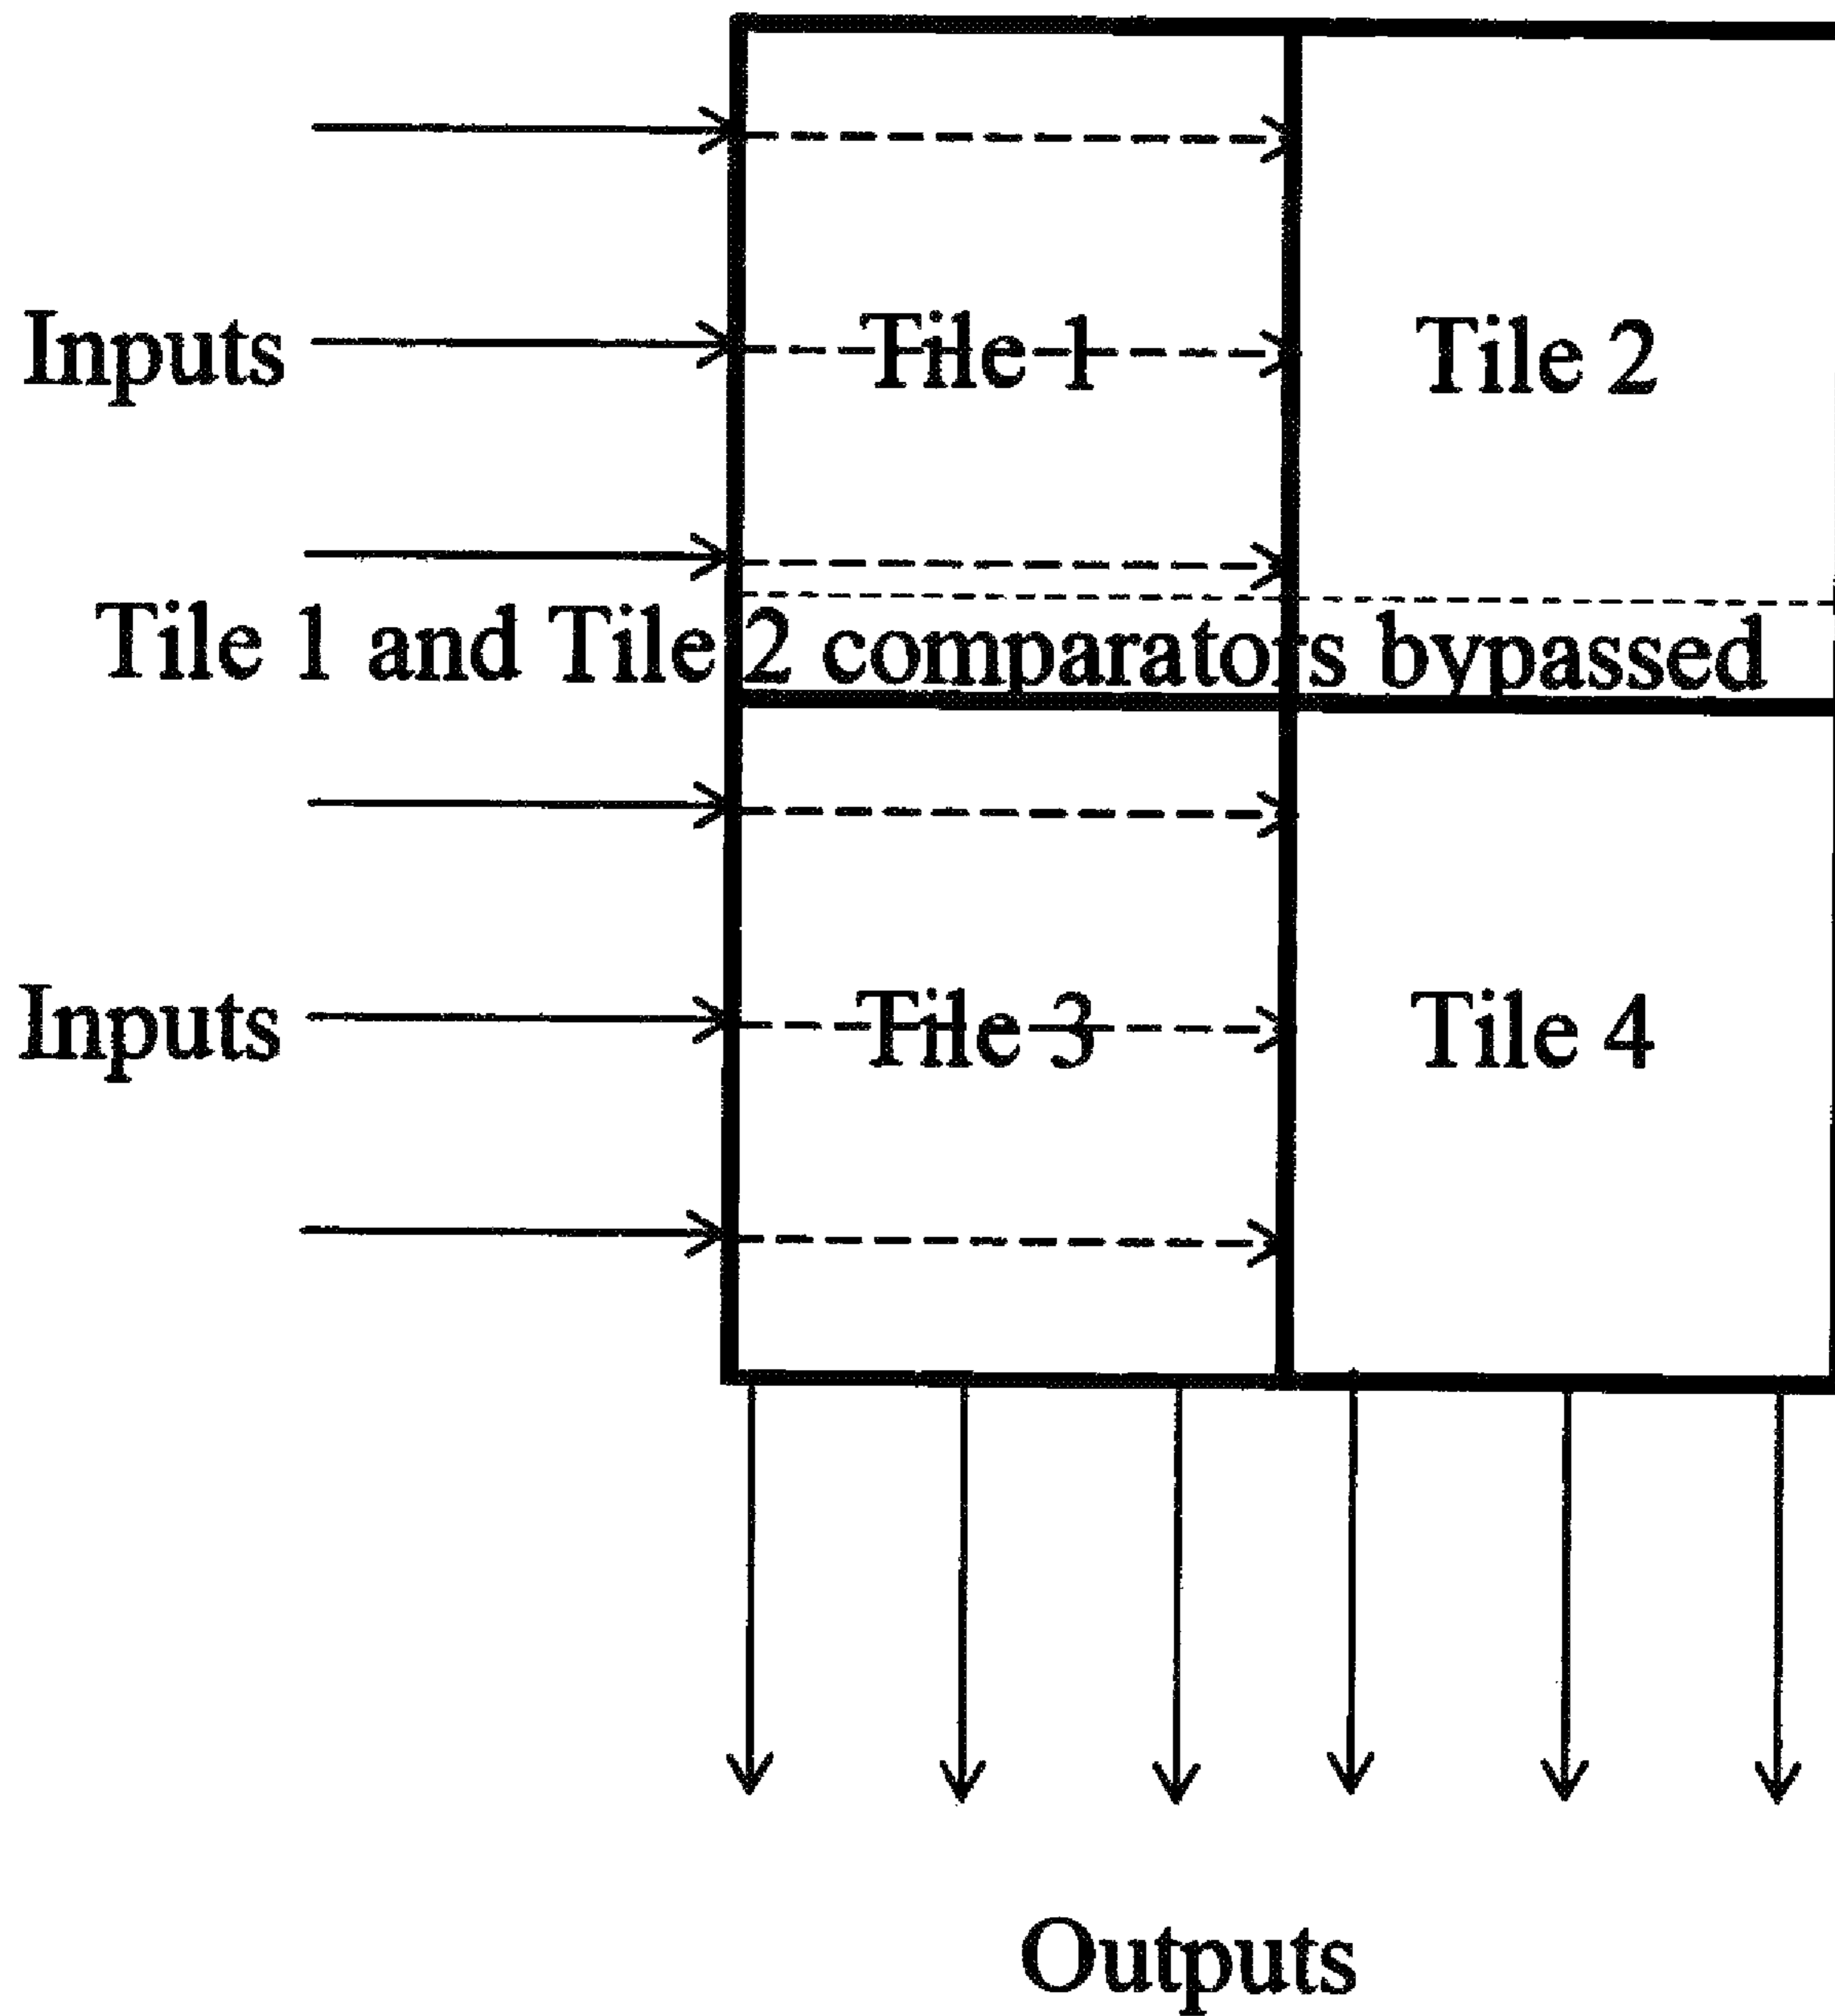 Inputs
Tile 1
Tile 2
Tile 1 and Tile 2 comparators bypassed
Inputs
Tile 3
Tile 4
Outputs